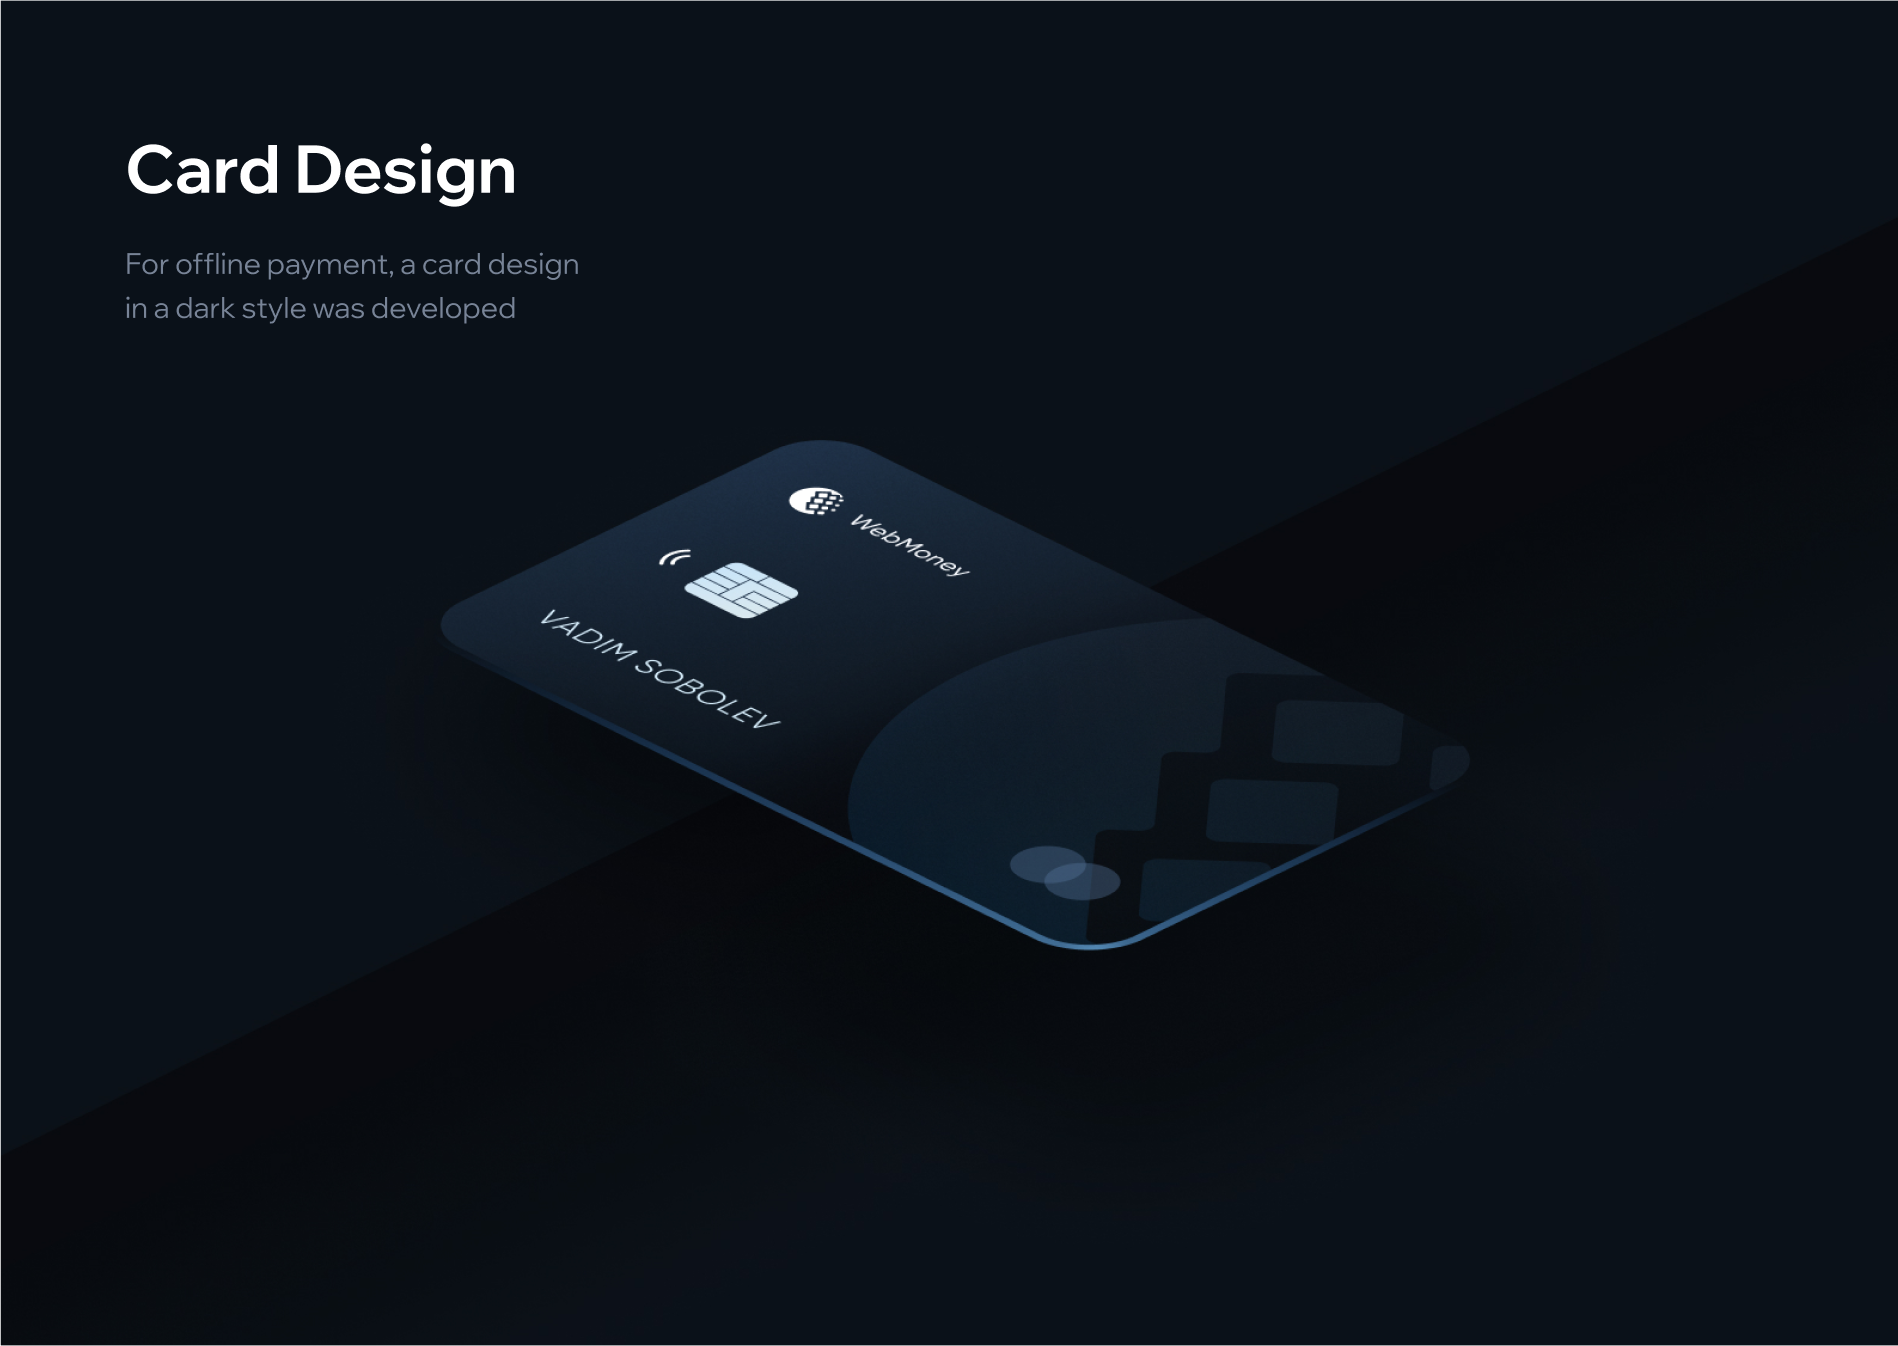 Card Design
For offline payment, a card design
in a dark style was developed
WebMoney
VADIM SOBOLEV